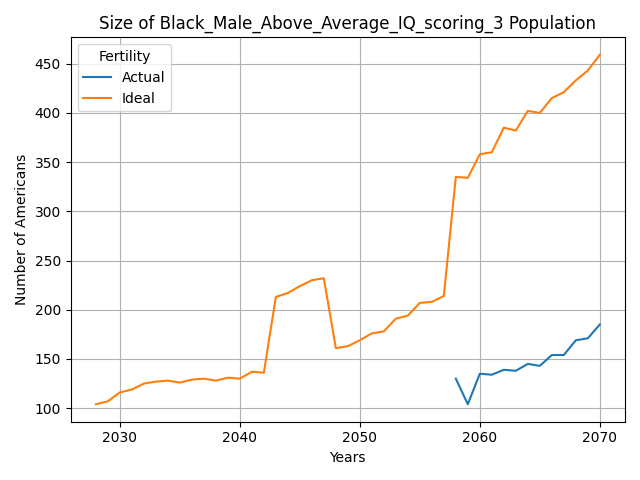 Size of Black_Male_Above_Average_IQ_scoring_3 Population
Fertility
Actual
Ideal
Number of Americans
450
400
350
300
250
200
150
100
2030 2040 2050 2060 2070
Years